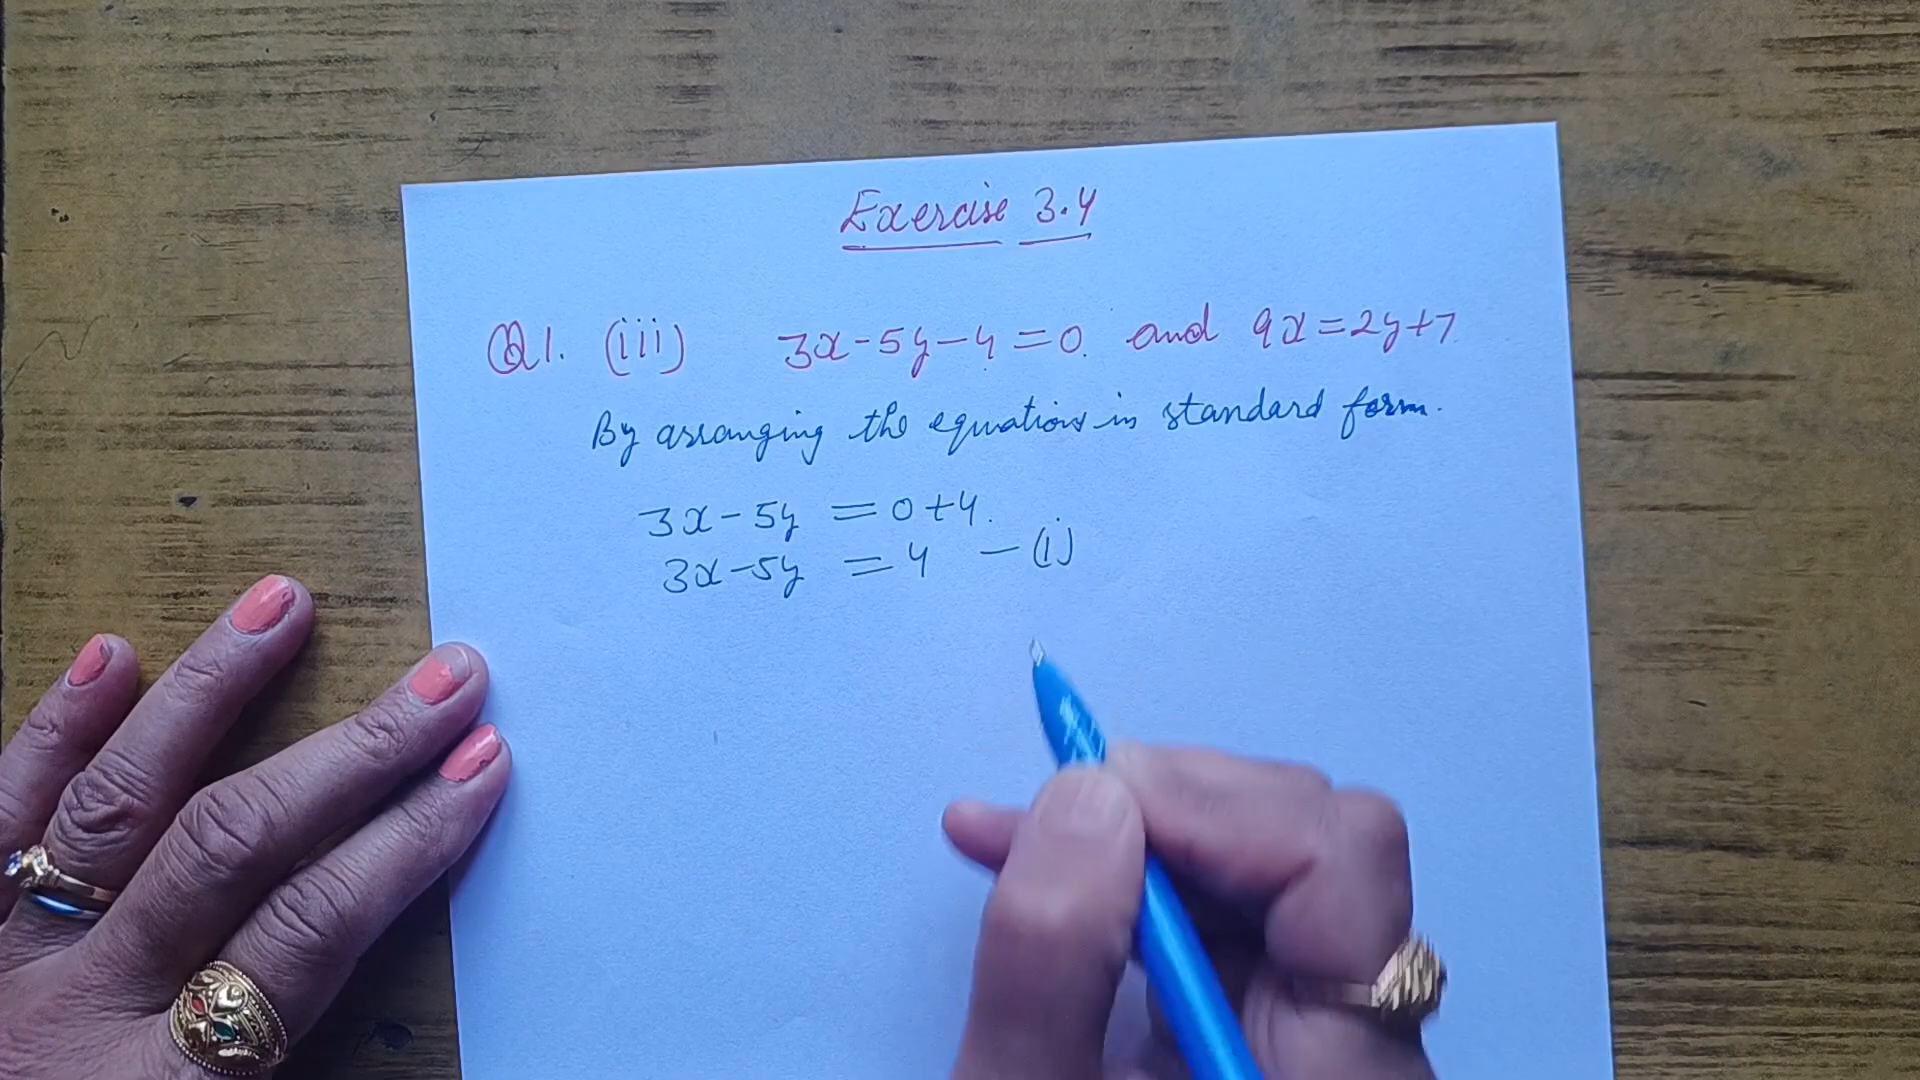 Exercise 3.4
Q1. (iii) 3x-5y-4=0. and 9x=2y+7.
By arranging the equations in standard form.
3x-5y = 0+4.
3x-5y = 4 - (i)